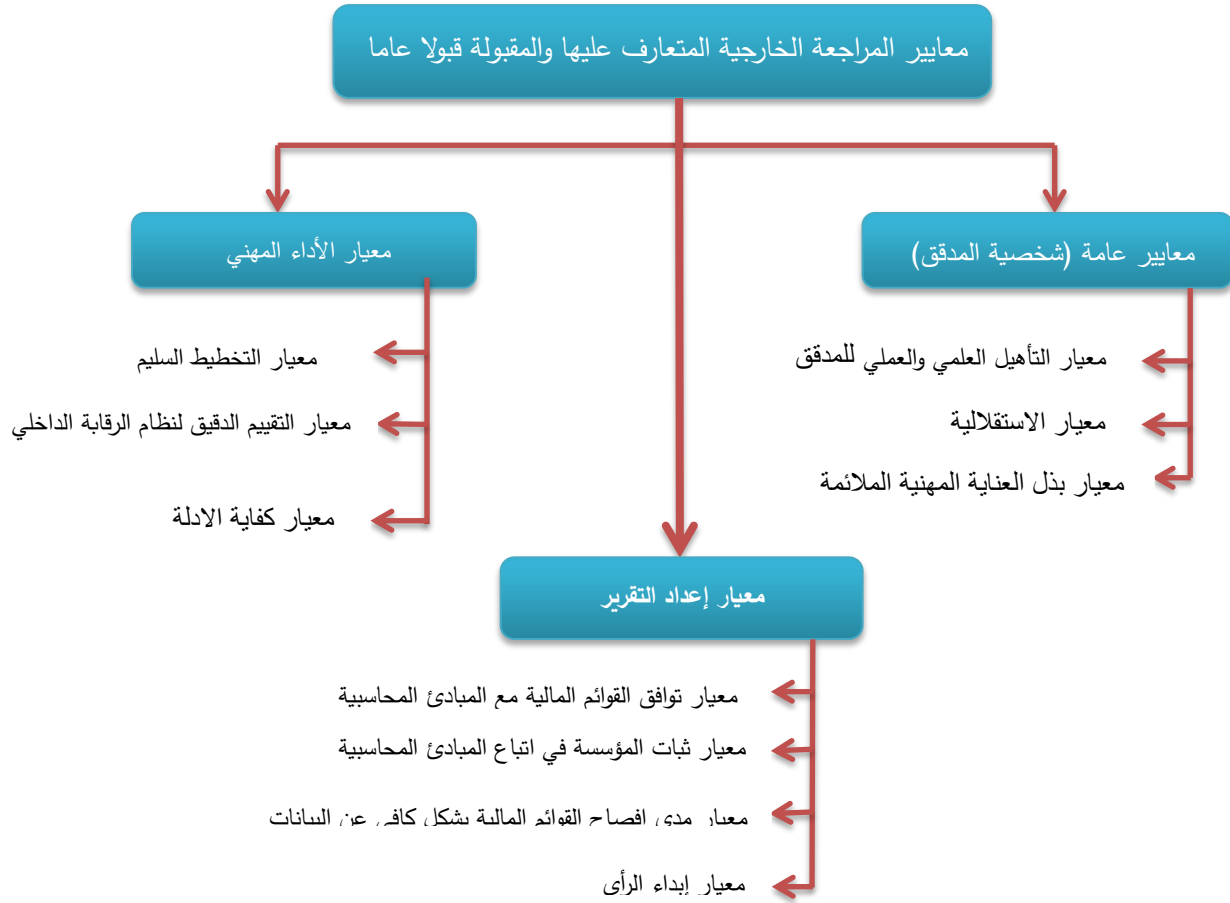 معايير المراجعة الخارجية المتعارف عليها والمقبولة قبولا عاما
معايير عامة (شخصية المدقق)
معيار التأهيل العلمي والعملي للمدقق
معيار الاستقلالية
معيار بذل العناية المهنية الملائمة
معيار الأداء المهني
معيار التخطيط السليم
معيار التقييم الدقيق لنظام الرقابة الداخلي
معيار كفاية الادلة
معيار إعداد التقرير
معيار توافق القوائم المالية مع المبادئ المحاسبية
معيار ثبات المؤسسة في اتباع المبادئ المحاسبية
معيار مدى افصاح القوائم المالية بشكل كافي عن البيانات
معيار إبداء الرأي